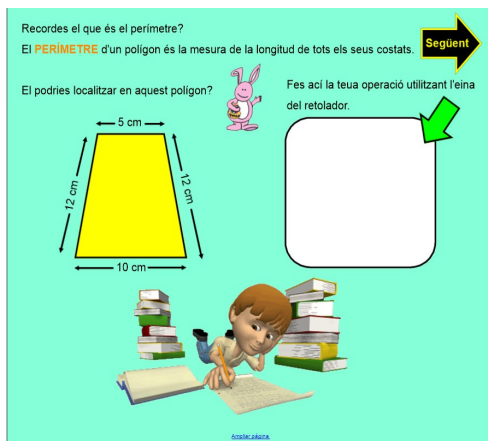 Recordes el que és el perímetre?
El PERÍMETRE d'un polígon és la mesura de la longitud de tots els seus costats.
Següent
El podries localitzar en aquest polígon?
Fes ací la teua operació utilitzant l'eina
del retolador.
5 cm
12 cm
12 cm
10 cm
Ampliar pàgina